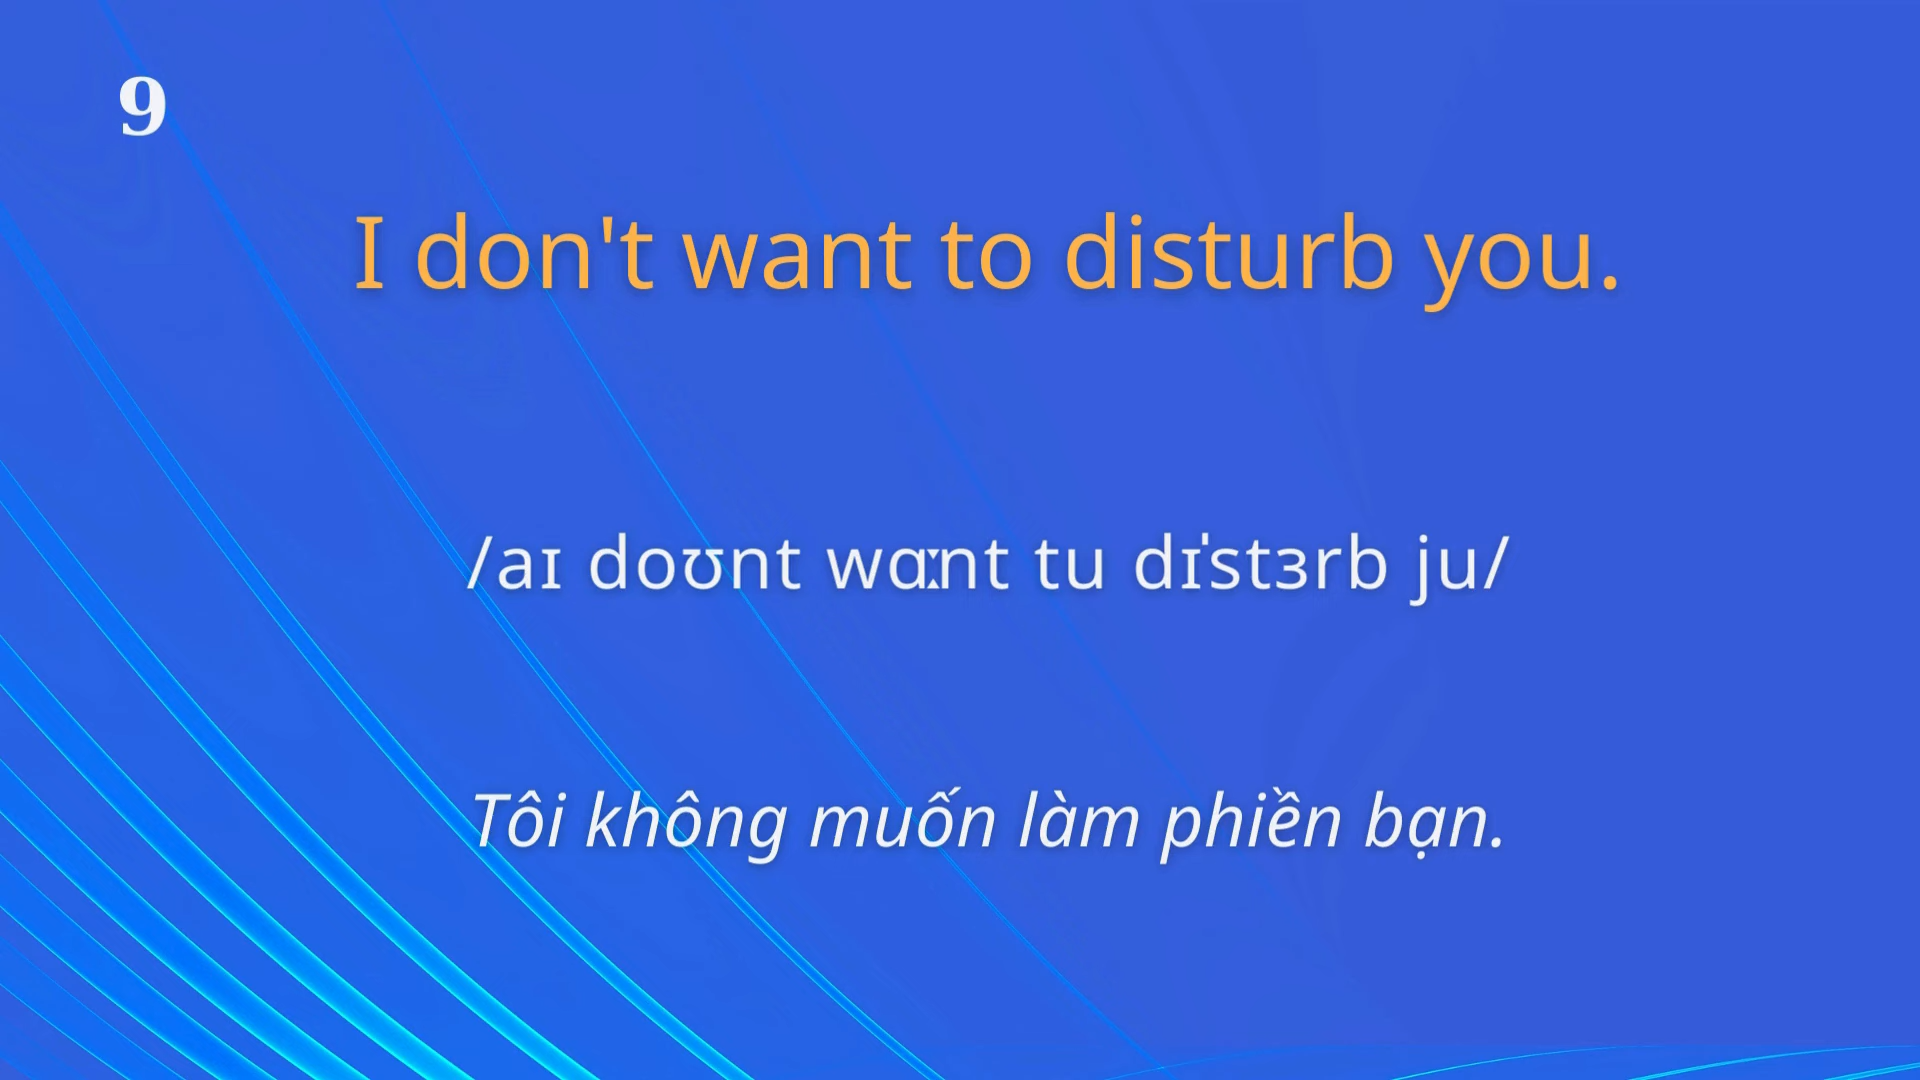 9
I don't want to disturb you.
/aɪ doʊnt wɑːnt tu dɪˈstɜrb ju/
Tôi không muốn làm phiền bạn.